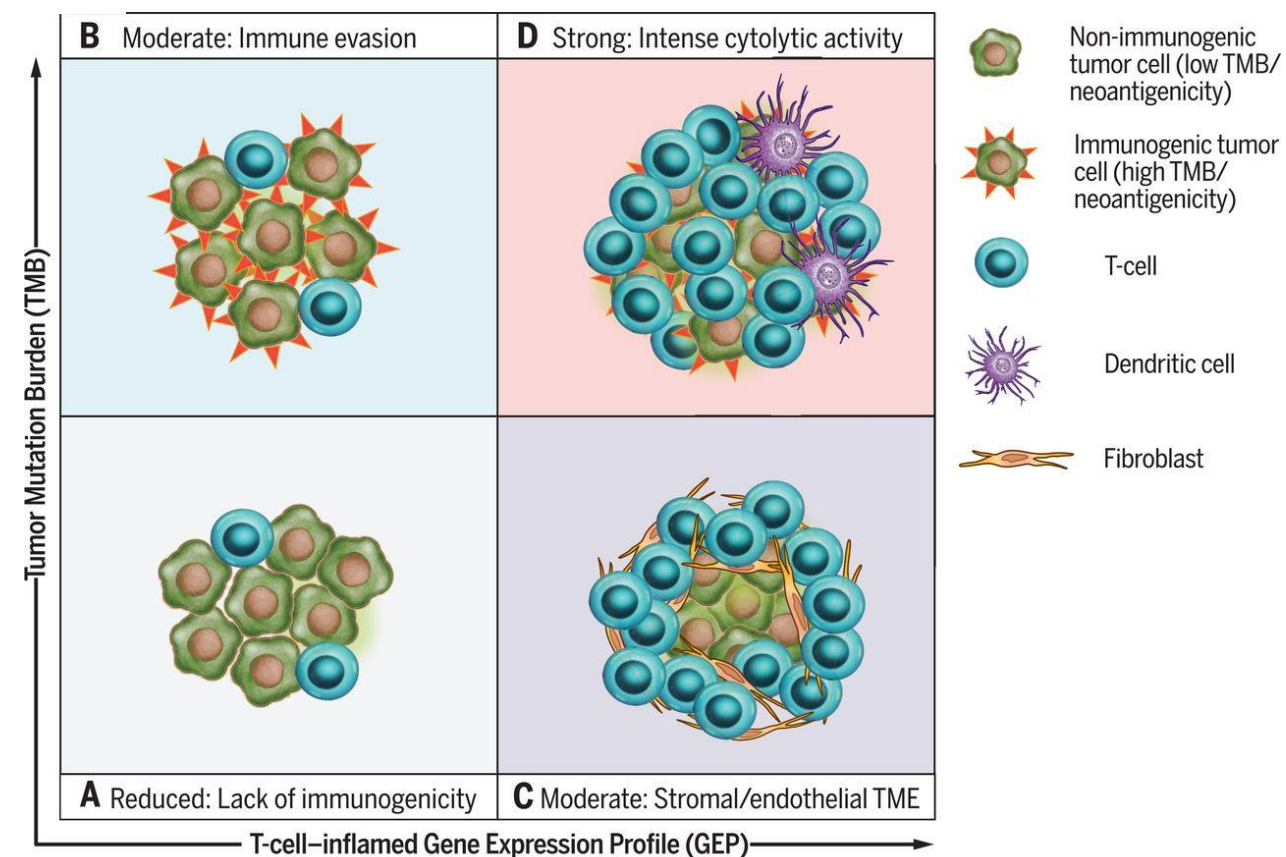 B Moderate: Immune evasion
D Strong: Intense cytolytic activity
Tumor Mutation Burden (TMB)
A Reduced: Lack of immunogenicity
C Moderate: Stromal/endothelial TME
T-cell–inflamed Gene Expression Profile (GEP)
Non-immunogenic
tumor cell (low TMB/
neoantigenicity)
Immunogenic tumor
cell (high TMB/
neoantigenicity)
T-cell
Dendritic cell
Fibroblast